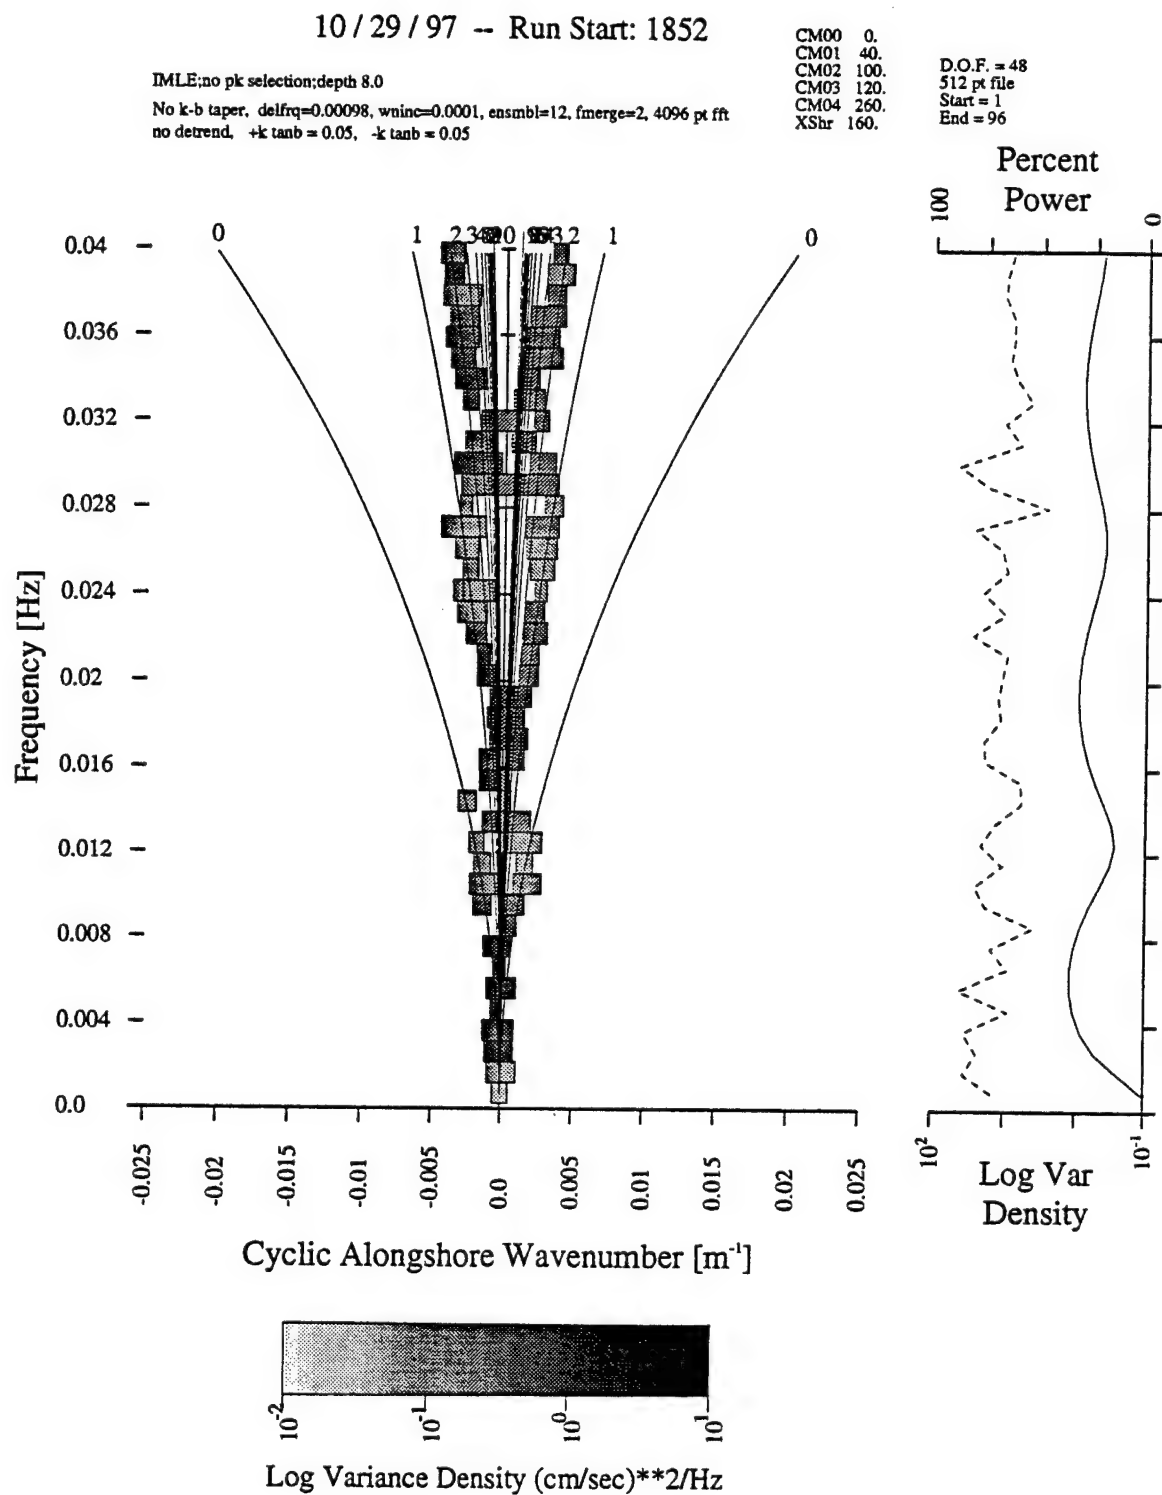 10 / 29 / 97 -- Run Start: 1852
IMLE;no pk selection;depth 8.0
No k-b taper, delfrq=0.00098, wninc=0.0001, ensmbl=12, fmerge=2, 4096 pt fft
no detrend, +k tanb = 0.05, -k tanb = 0.05
CM00 0.
CM01 40.
CM02 100.
CM03 120.
CM04 260.
XShr 160.
D.O.F. = 48
512 pt file
Start = 1
End = 96
Percent
Power
100 0
0 1 2 3 4 0 3 2 1 0
0.04
0.036
0.032
0.028
0.024
0.02
0.016
0.012
0.008
0.004
0.0
Frequency [Hz]
-0.025 -0.02 -0.015 -0.01 -0.005 0.0 0.005 0.01 0.015 0.02 0.025
Cyclic Alongshore Wavenumber [m⁻¹]
10² 10⁻¹
Log Var
Density
10⁻² 10⁻¹ 10⁰ 10¹
Log Variance Density (cm/sec)**2/Hz